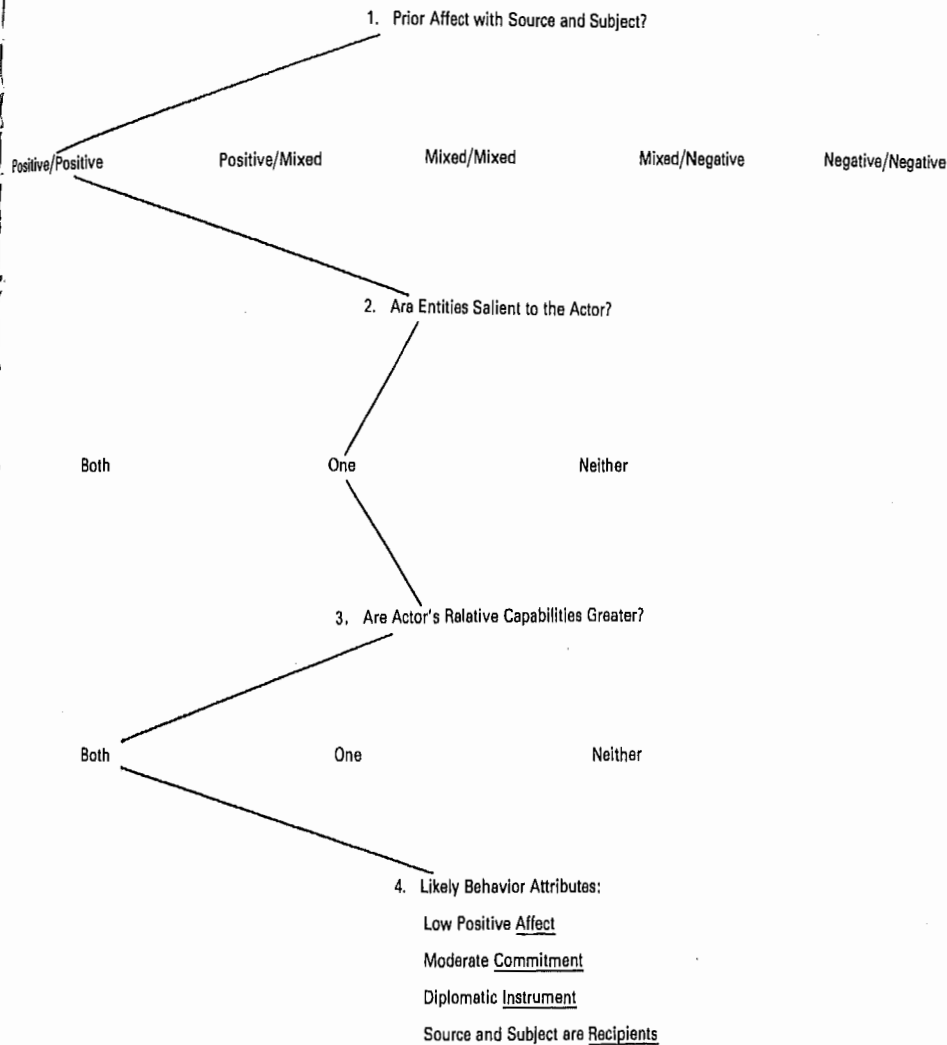 1. Prior Affect with Source and Subject?
Positive/Positive Positive/Mixed Mixed/Mixed Mixed/Negative Negative/Negative
2. Are Entities Salient to the Actor?
Both One Neither
3. Are Actor's Relative Capabilities Greater?
Both One Neither
4. Likely Behavior Attributes:
Low Positive Affect
Moderate Commitment
Diplomatic Instrument
Source and Subject are Recipients